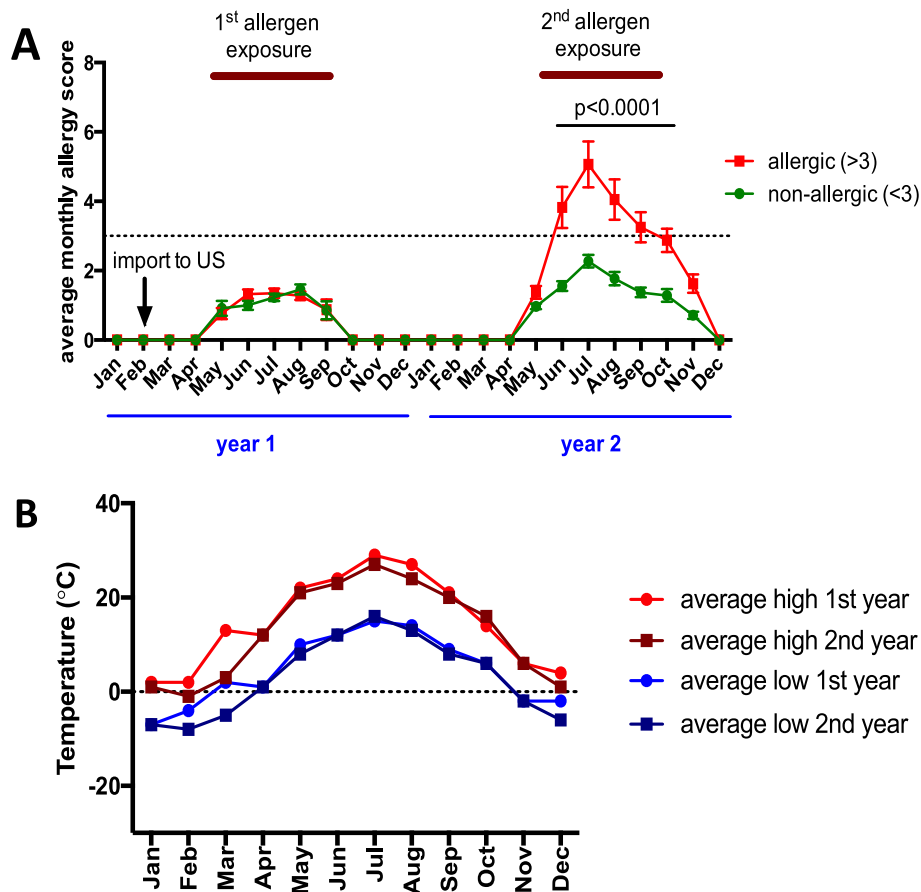 A
1st allergen
exposure
2nd allergen
exposure
8
6
4
2
0
average monthly allergy score
p<0.0001
allergic (>3)
non-allergic (<3)
import to US
Jan Feb Mar Apr May Jun Jul Aug Sep Oct Nov Dec Jan Feb Mar Apr May Jun Jul Aug Sep Oct Nov Dec
year 1
year 2
B
40
20
0
-20
Temperature (°C)
average high 1st year
average high 2nd year
average low 1st year
average low 2nd year
Jan Feb Mar Apr May Jun Jul Aug Sep Oct Nov Dec